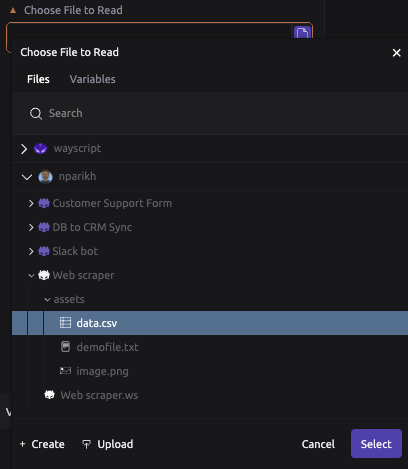 Choose File to Read
Choose File to Read
Files Variables
Search
wayscript
nparikh
Customer Support Form
DB to CRM Sync
Slack bot
Web scraper
assets
data.csv
demofile.txt
image.png
Web scraper.ws
V
+ Create Upload Cancel Select